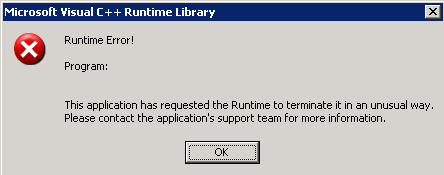 Microsoft Visual C++ Runtime Library
Runtime Error!
Program:
This application has requested the Runtime to terminate it in an unusual way.
Please contact the application's support team for more information.
OK